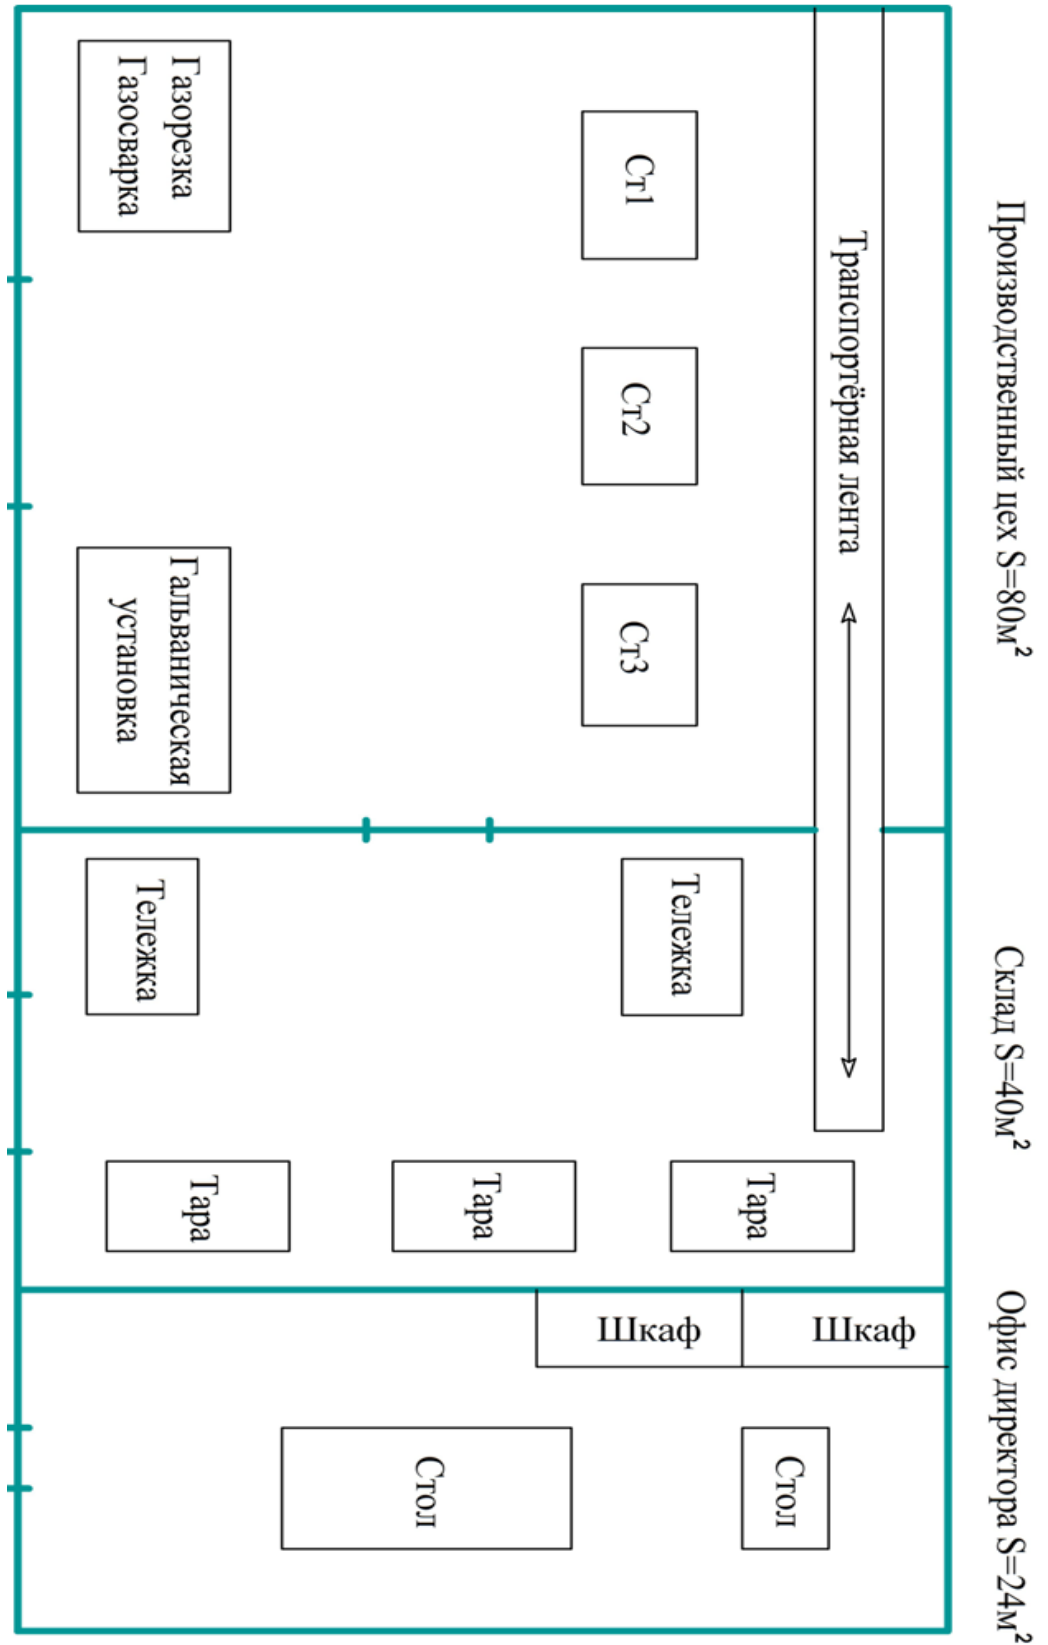 Производственный цех S=80м²
Склад S=40м²
Офис директора S=24м²
Транспортёрная лента
Ст1
Ст2
Ст3
Газорезка
Газосварка
Гальваническая
установка
Тележка
Тележка
Тара
Тара
Тара
Шкаф
Шкаф
Стол
Стол